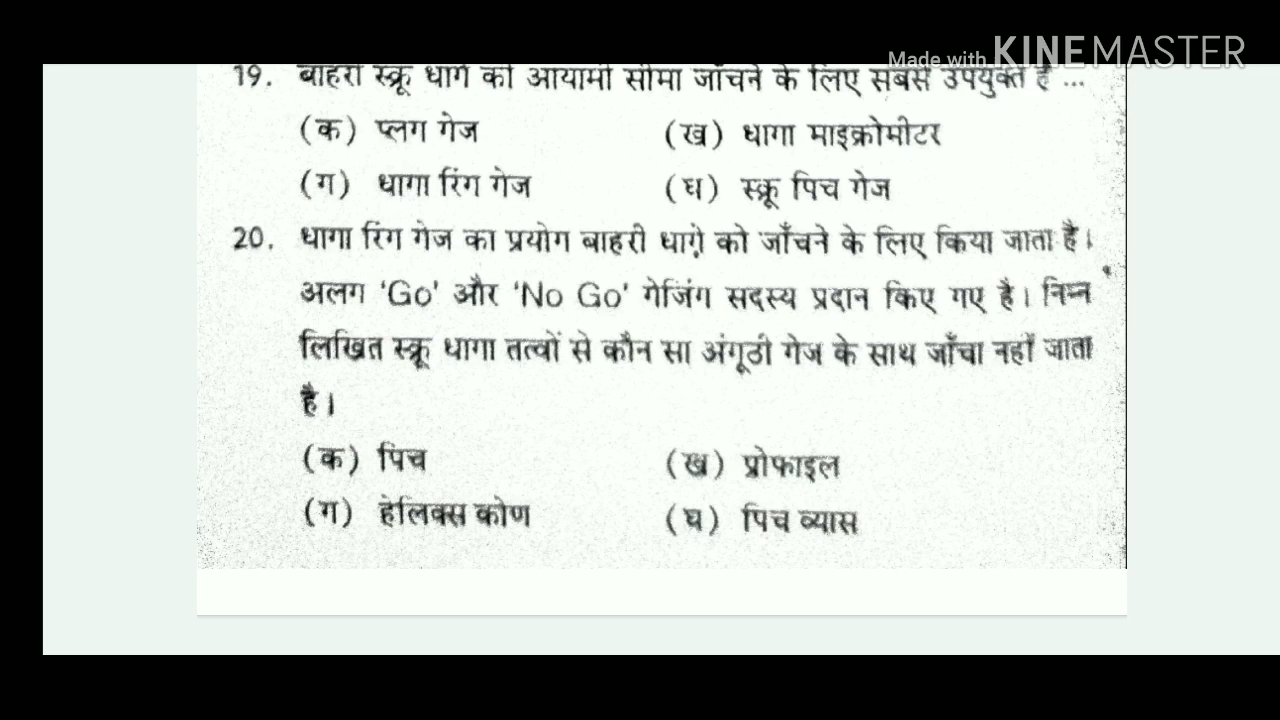 Made with KINEMASTER
19. बाहरी स्क्रू धागे की आयामी सीमा जाँचने के लिए सबसे उपयुक्त है ...
(क) प्लग गेज (ख) धागा माइक्रोमीटर
(ग) धागा रिंग गेज (घ) स्क्रू पिच गेज
20. धागा रिंग गेज का प्रयोग बाहरी धागे को जाँचने के लिए किया जाता है।
अलग 'Go' और 'No Go' गेजिंग सदस्य प्रदान किए गए है। निम्न
लिखित स्क्रू धागा तत्वों से कौन सा अंगूठी गेज के साथ जाँचा नहीं जाता
है।
(क) पिच (ख) प्रोफाइल
(ग) हेलिक्स कोण (घ) पिच व्यास